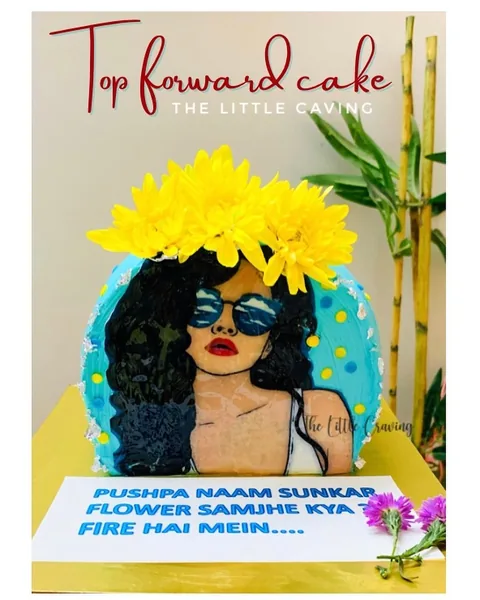 Top forward cake
THE LITTLE CAVING
The Little Craving
PUSHPA NAAM SUNKAR
FLOWER SAMJHE KYA ?
FIRE HAI MEIN....